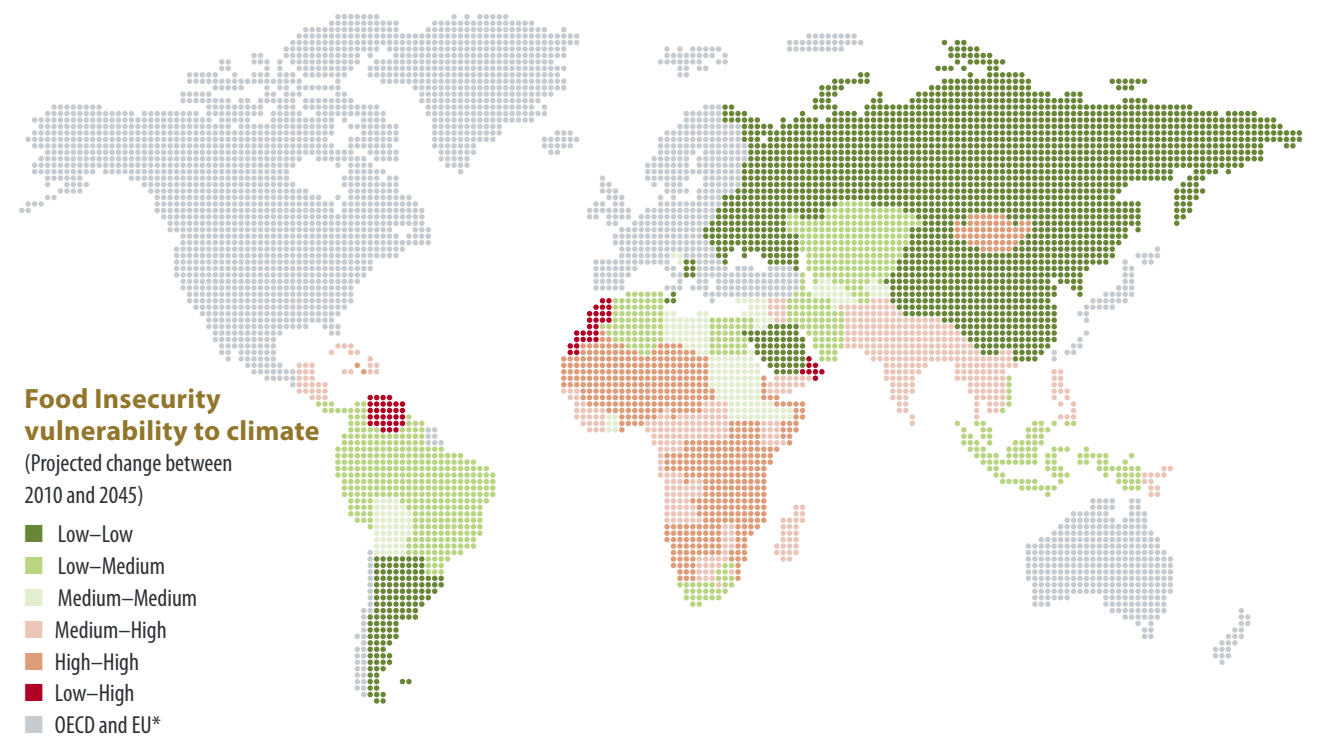 Food Insecurity
vulnerability to climate
(Projected change between
2010 and 2045)
Low–Low
Low–Medium
Medium–Medium
Medium–High
High–High
Low–High
OECD and EU*